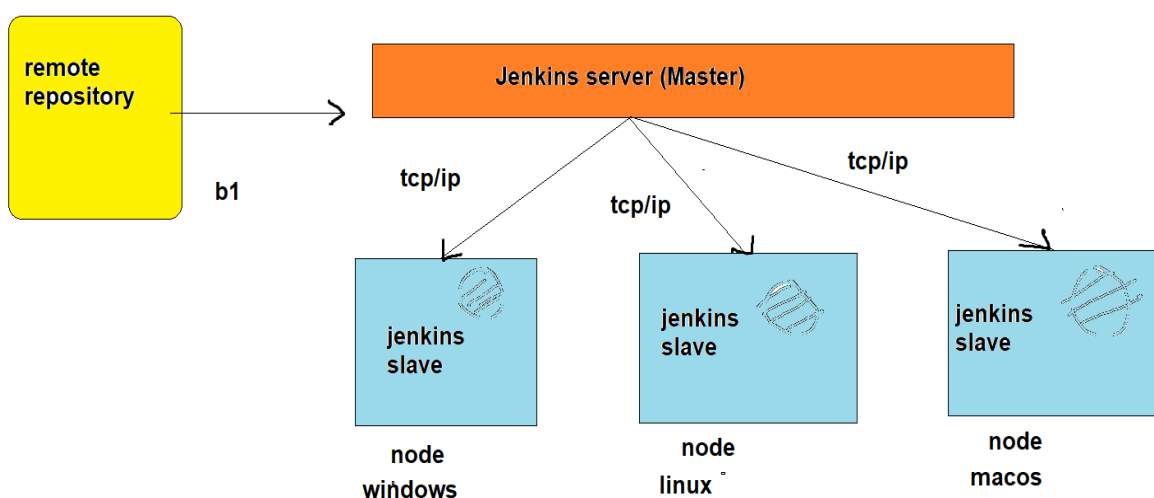 remote
repository
Jenkins server (Master)
b1
tcp/ip
tcp/ip
tcp/ip
jenkins
slave
jenkins
slave
jenkins
slave
node
windows
node
linux
node
macos